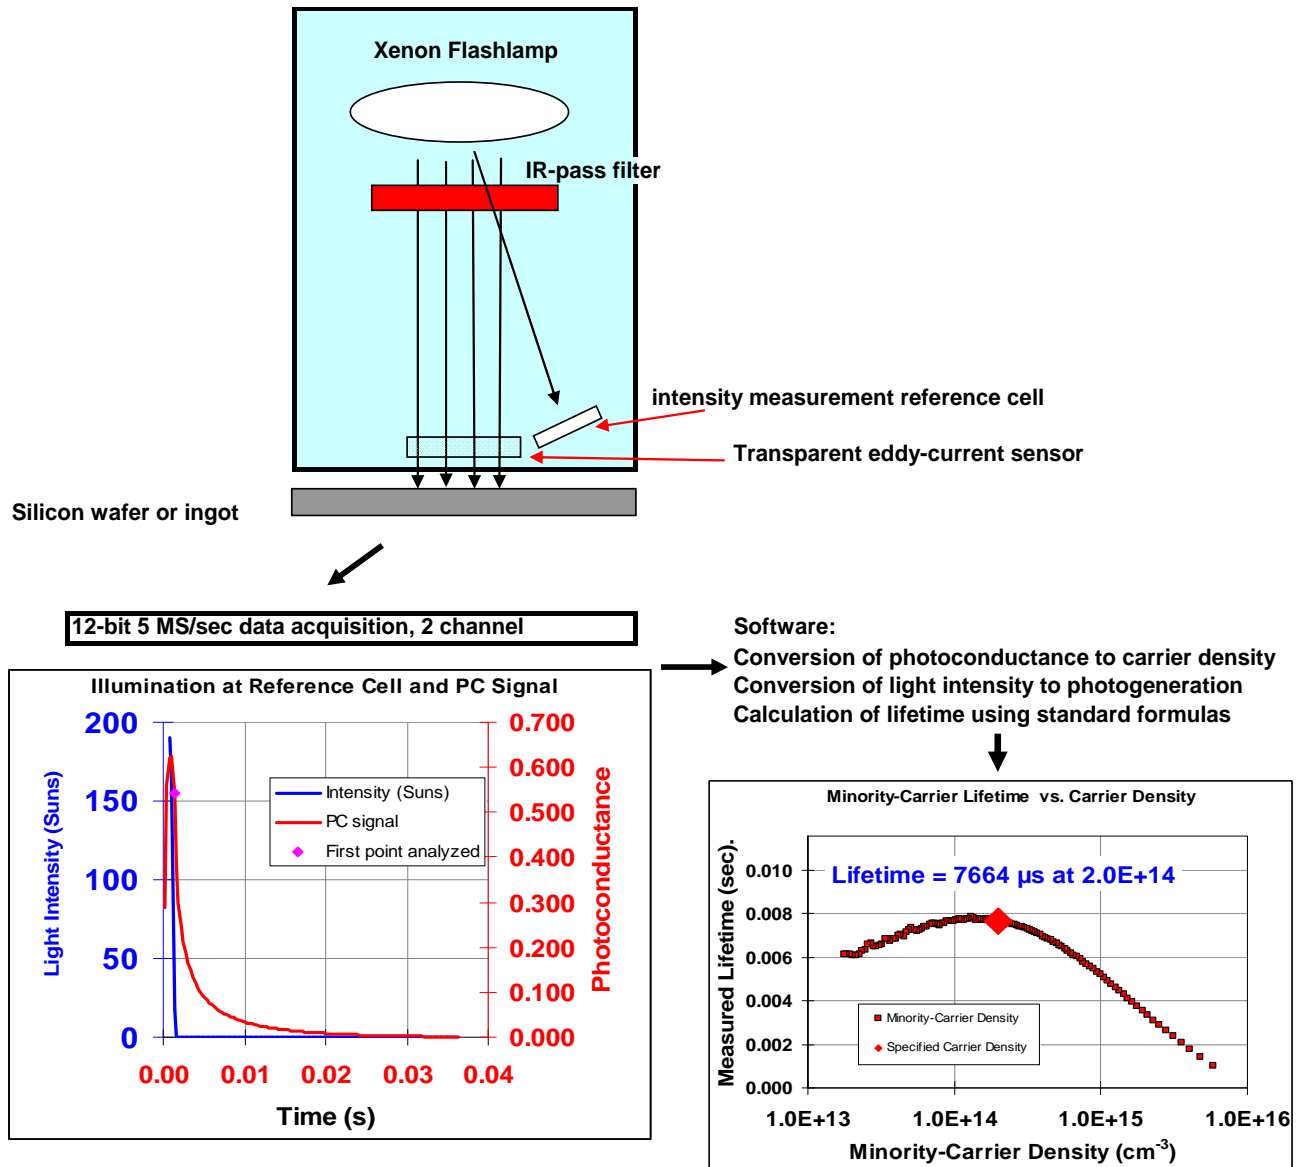 Xenon Flashlamp
IR-pass filter
intensity measurement reference cell
Transparent eddy-current sensor
Silicon wafer or ingot
12-bit 5 MS/sec data acquisition, 2 channel
Software:
Conversion of photoconductance to carrier density
Conversion of light intensity to photogeneration
Calculation of lifetime using standard formulas
Illumination at Reference Cell and PC Signal
200
150
100
50
0
Light Intensity (Suns)
0.700
0.600
0.500
0.400
0.300
0.200
0.100
0.000
Photoconductance
Intensity (Suns)
PC signal
First point analyzed
0.00 0.01 0.02 0.03 0.04
Time (s)
Minority-Carrier Lifetime vs. Carrier Density
Lifetime = 7664 µs at 2.0E+14
0.010
0.008
0.006
0.004
0.002
0.000
Measured Lifetime (sec).
Minority-Carrier Density
Specified Carrier Density
1.0E+13 1.0E+14 1.0E+15 1.0E+16
Minority-Carrier Density (cm⁻³)